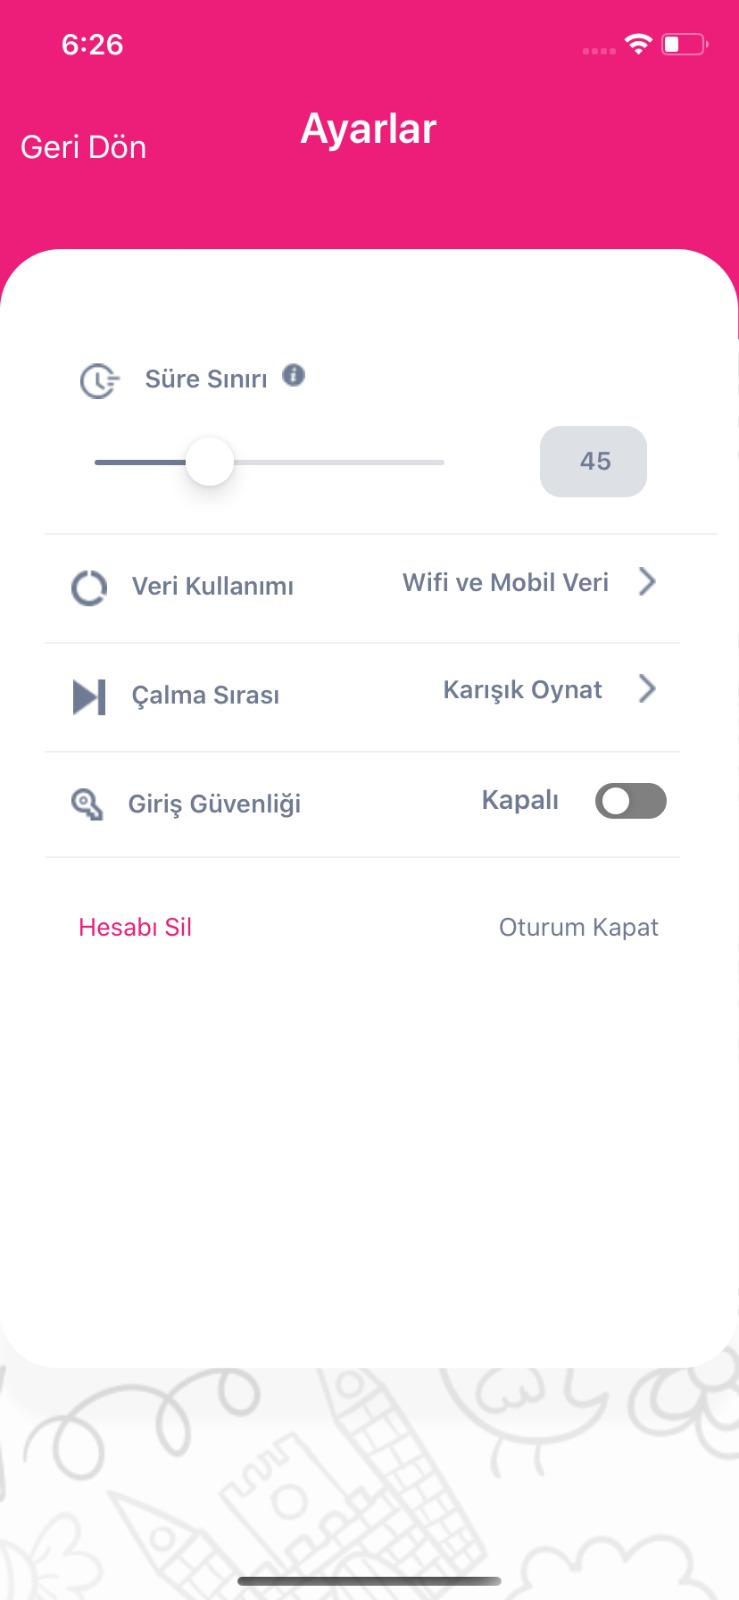 6:26
Geri Dön
Ayarlar
Süre Sınırı
45
Veri Kullanımı
Wifi ve Mobil Veri
Çalma Sırası
Karışık Oynat
Giriş Güvenliği
Kapalı
Hesabı Sil
Oturum Kapat